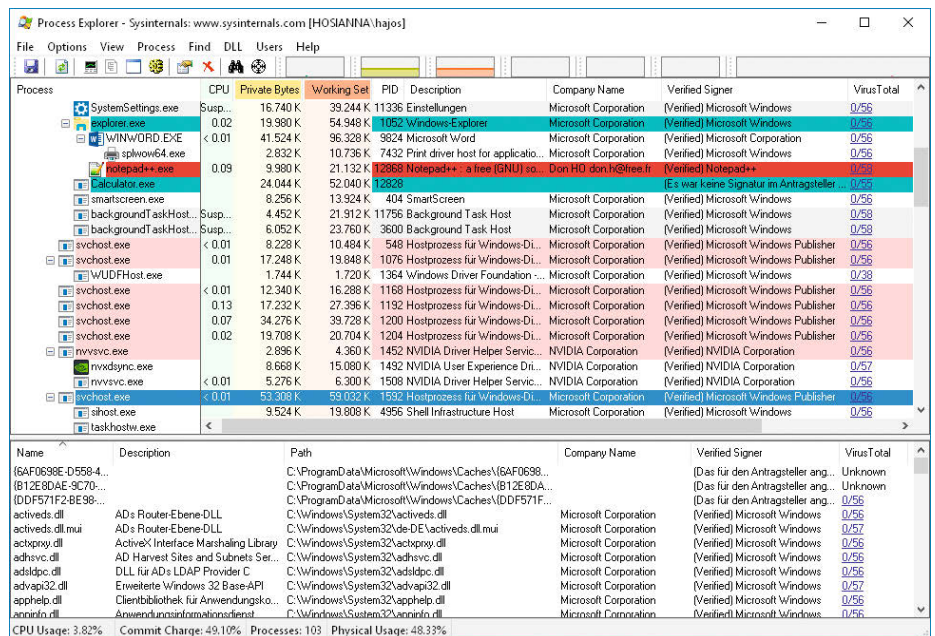 Process Explorer - Sysinternals: www.sysinternals.com [HOSIANNA\hajos]
File Options View Process Find DLL Users Help
Process CPU Private Bytes Working Set PID Description Company Name Verified Signer VirusTotal
SystemSettings.exe Susp... 16.740 K 39.244 K 11336 Einstellungen Microsoft Corporation (Verified) Microsoft Windows 0/56
explorer.exe 0.02 19.980 K 54.948 K 1052 Windows-Explorer Microsoft Corporation (Verified) Microsoft Windows 0/56
WINWORD.EXE < 0.01 41.524 K 96.328 K 9824 Microsoft Word Microsoft Corporation (Verified) Microsoft Corporation 0/56
splwow64.exe 2.832 K 10.736 K 7432 Print driver host for applicatio... Microsoft Corporation (Verified) Microsoft Windows 0/56
notepad++.exe 0.09 9.980 K 21.132 K 12868 Notepad++ : a free (GNU) so... Don HO don.h@free.fr (Verified) Notepad++ 0/56
Calculator.exe 24.044 K 52.040 K 12828 (Es war keine Signatur im Antragsteller ... 0/55
smartscreen.exe 8.256 K 13.924 K 404 SmartScreen Microsoft Corporation (Verified) Microsoft Windows 0/56
backgroundTaskHost... Susp... 4.452 K 21.912 K 11756 Background Task Host Microsoft Corporation (Verified) Microsoft Windows 0/58
backgroundTaskHost... Susp... 6.052 K 23.760 K 3600 Background Task Host Microsoft Corporation (Verified) Microsoft Windows 0/58
svchost.exe < 0.01 8.228 K 10.484 K 548 Hostprozess für Windows-Di... Microsoft Corporation (Verified) Microsoft Windows Publisher 0/56
svchost.exe 0.01 17.248 K 19.848 K 1076 Hostprozess für Windows-Di... Microsoft Corporation (Verified) Microsoft Windows Publisher 0/56
WUDFHost.exe 1.744 K 1.720 K 1364 Windows Driver Foundation -... Microsoft Corporation (Verified) Microsoft Windows 0/38
svchost.exe < 0.01 12.340 K 16.288 K 1168 Hostprozess für Windows-Di... Microsoft Corporation (Verified) Microsoft Windows Publisher 0/56
svchost.exe 0.13 17.232 K 27.396 K 1192 Hostprozess für Windows-Di... Microsoft Corporation (Verified) Microsoft Windows Publisher 0/56
svchost.exe 0.07 34.276 K 39.728 K 1200 Hostprozess für Windows-Di... Microsoft Corporation (Verified) Microsoft Windows Publisher 0/56
svchost.exe 0.02 19.708 K 20.704 K 1204 Hostprozess für Windows-Di... Microsoft Corporation (Verified) Microsoft Windows Publisher 0/56
nvvsvc.exe 2.896 K 4.360 K 1452 NVIDIA Driver Helper Servic... NVIDIA Corporation (Verified) NVIDIA Corporation 0/56
nvxdsync.exe 8.668 K 15.080 K 1492 NVIDIA User Experience Dri... NVIDIA Corporation (Verified) NVIDIA Corporation 0/57
nvvsvc.exe < 0.01 5.276 K 6.300 K 1508 NVIDIA Driver Helper Servic... NVIDIA Corporation (Verified) NVIDIA Corporation 0/56
svchost.exe < 0.01 53.308 K 59.032 K 1592 Hostprozess für Windows-Di... Microsoft Corporation (Verified) Microsoft Windows Publisher 0/56
sihost.exe 9.524 K 19.808 K 4956 Shell Infrastructure Host Microsoft Corporation (Verified) Microsoft Windows 0/56
taskhostw.exe
Name Description Path Company Name Verified Signer VirusTotal
{6AF0698E-D558-4... C:\ProgramData\Microsoft\Windows\Caches\{6AF0698... (Das für den Antragsteller ang... Unknown
{B12E8DAE-9C70-... C:\ProgramData\Microsoft\Windows\Caches\{B12E8DA... (Das für den Antragsteller ang... Unknown
{DDF571F2-BE98-... C:\ProgramData\Microsoft\Windows\Caches\{DDF571F... (Das für den Antragsteller ang... 0/56
activeds.dll ADs Router-Ebene-DLL C:\Windows\System32\activeds.dll Microsoft Corporation (Verified) Microsoft Windows 0/56
activeds.dll.mui ADs Router-Ebene-DLL C:\Windows\System32\de-DE\activeds.dll.mui Microsoft Corporation (Verified) Microsoft Windows 0/57
actxprxy.dll ActiveX Interface Marshaling Library C:\Windows\System32\actxprxy.dll Microsoft Corporation (Verified) Microsoft Windows 0/56
adhsvc.dll AD Harvest Sites and Subnets Ser... C:\Windows\System32\adhsvc.dll Microsoft Corporation (Verified) Microsoft Windows 0/56
adsldpc.dll DLL für ADs LDAP Provider C C:\Windows\System32\adsldpc.dll Microsoft Corporation (Verified) Microsoft Windows 0/56
advapi32.dll Erweiterte Windows 32 Base-API C:\Windows\System32\advapi32.dll Microsoft Corporation (Verified) Microsoft Windows 0/57
apphelp.dll Clientbibliothek für Anwendungsko... C:\Windows\System32\apphelp.dll Microsoft Corporation (Verified) Microsoft Windows 0/56
appinfo.dll Anwendungsinformationsdienst C:\Windows\System32\appinfo.dll Microsoft Corporation (Verified) Microsoft Windows 0/56
CPU Usage: 3.82% Commit Charge: 49.10% Processes: 103 Physical Usage: 48.33%